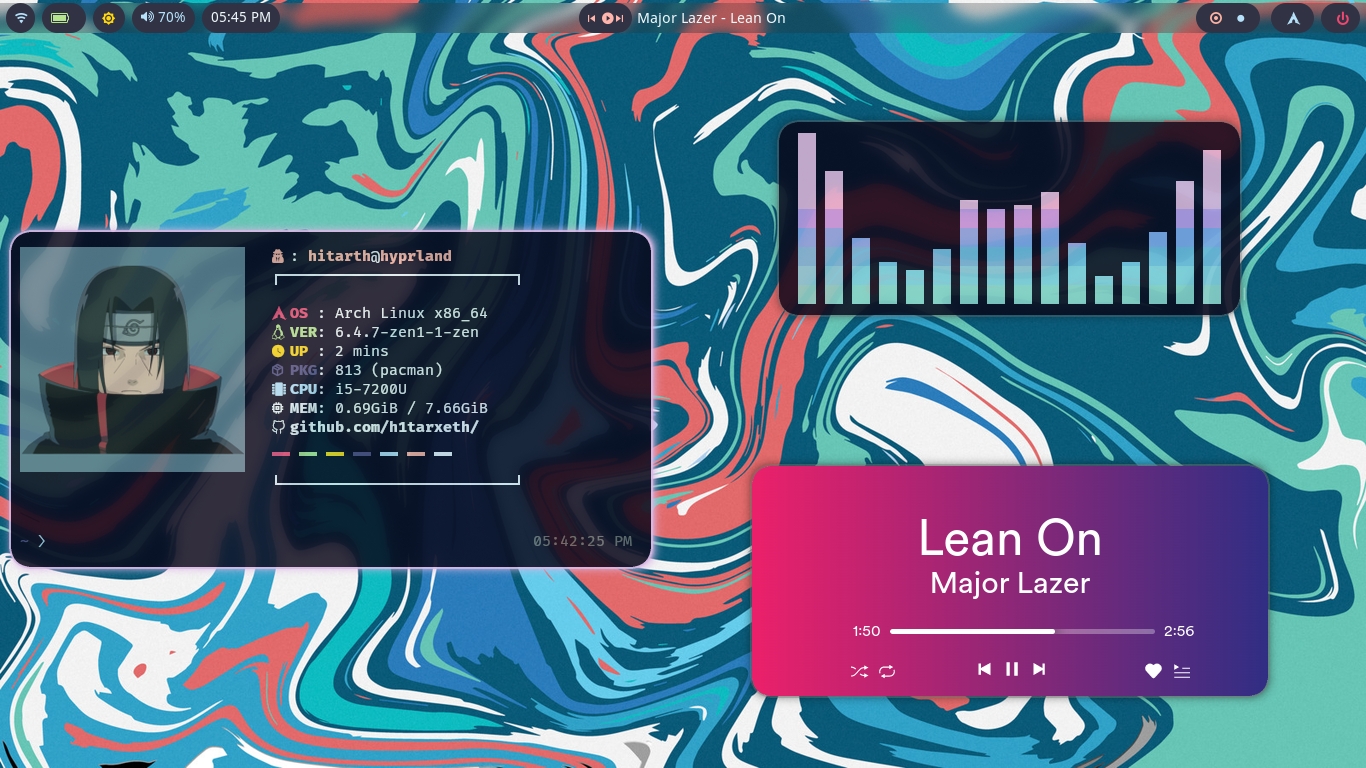 70%
05:45 PM
Major Lazer - Lean On
: hitarth@hyprland
OS : Arch Linux x86_64
VER: 6.4.7-zen1-1-zen
UP : 2 mins
PKG: 813 (pacman)
CPU: i5-7200U
MEM: 0.69GiB / 7.66GiB
github.com/h1tarxeth/
~ ❯
05:42:25 PM
Lean On
Major Lazer
1:50
2:56